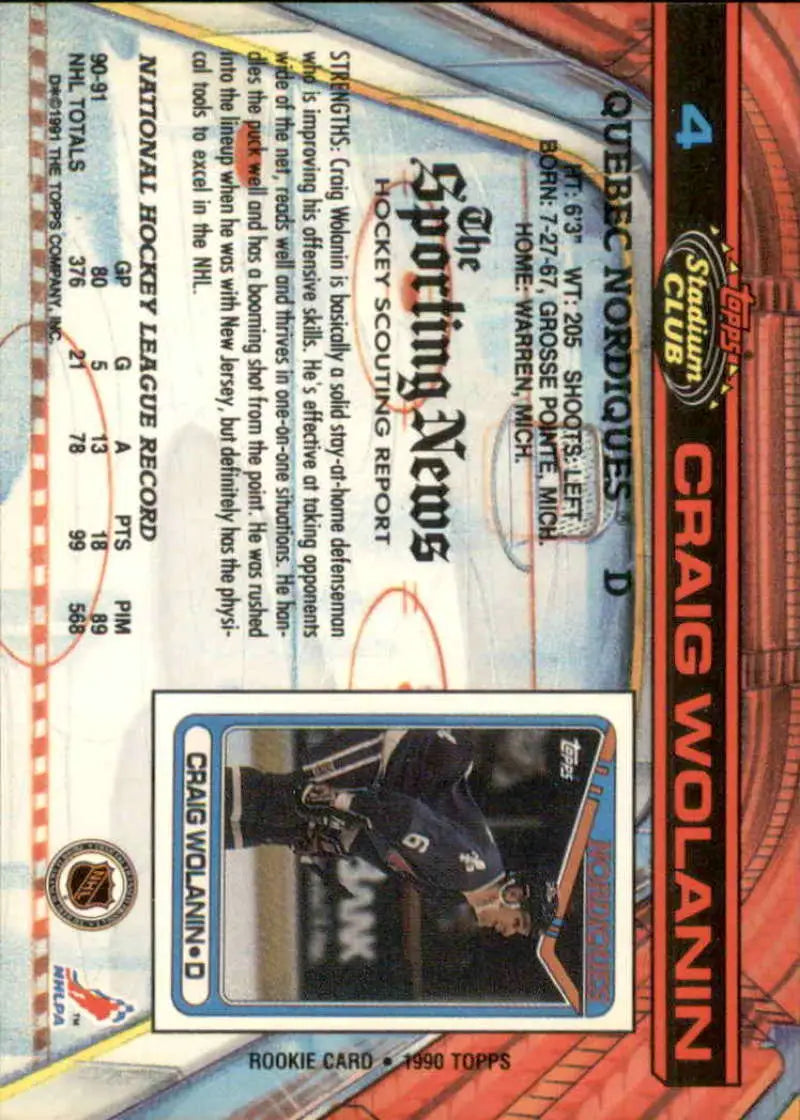 4
Topps
Stadium
CLUB
CRAIG WOLANIN
QUEBEC NORDIQUES® D
HT: 6'3" WT: 205 SHOOTS: LEFT
BORN: 7-27-67, GROSSE POINTE, MICH.
HOME: WARREN, MICH.
The
Sporting News
HOCKEY SCOUTING REPORT
STRENGTHS: Craig Wolanin is basically a solid stay-at-home defenseman
who is improving his offensive skills. He's effective at taking opponents
wide of the net, reads well and thrives in one-on-one situations. He han-
dles the puck well and has a booming shot from the point. He was rushed
into the lineup when he was with New Jersey, but definitely has the physi-
cal tools to excel in the NHL.
NATIONAL HOCKEY LEAGUE RECORD
GP G A PTS PIM
90-91 80 5 13 18 89
NHL TOTALS 376 21 78 99 568
D*©1991 THE TOPPS COMPANY, INC.
Topps
NORDIQUES
6
CRAIG WOLANIN • D
ROOKIE CARD • 1990 TOPPS
NHL
NHLPA™